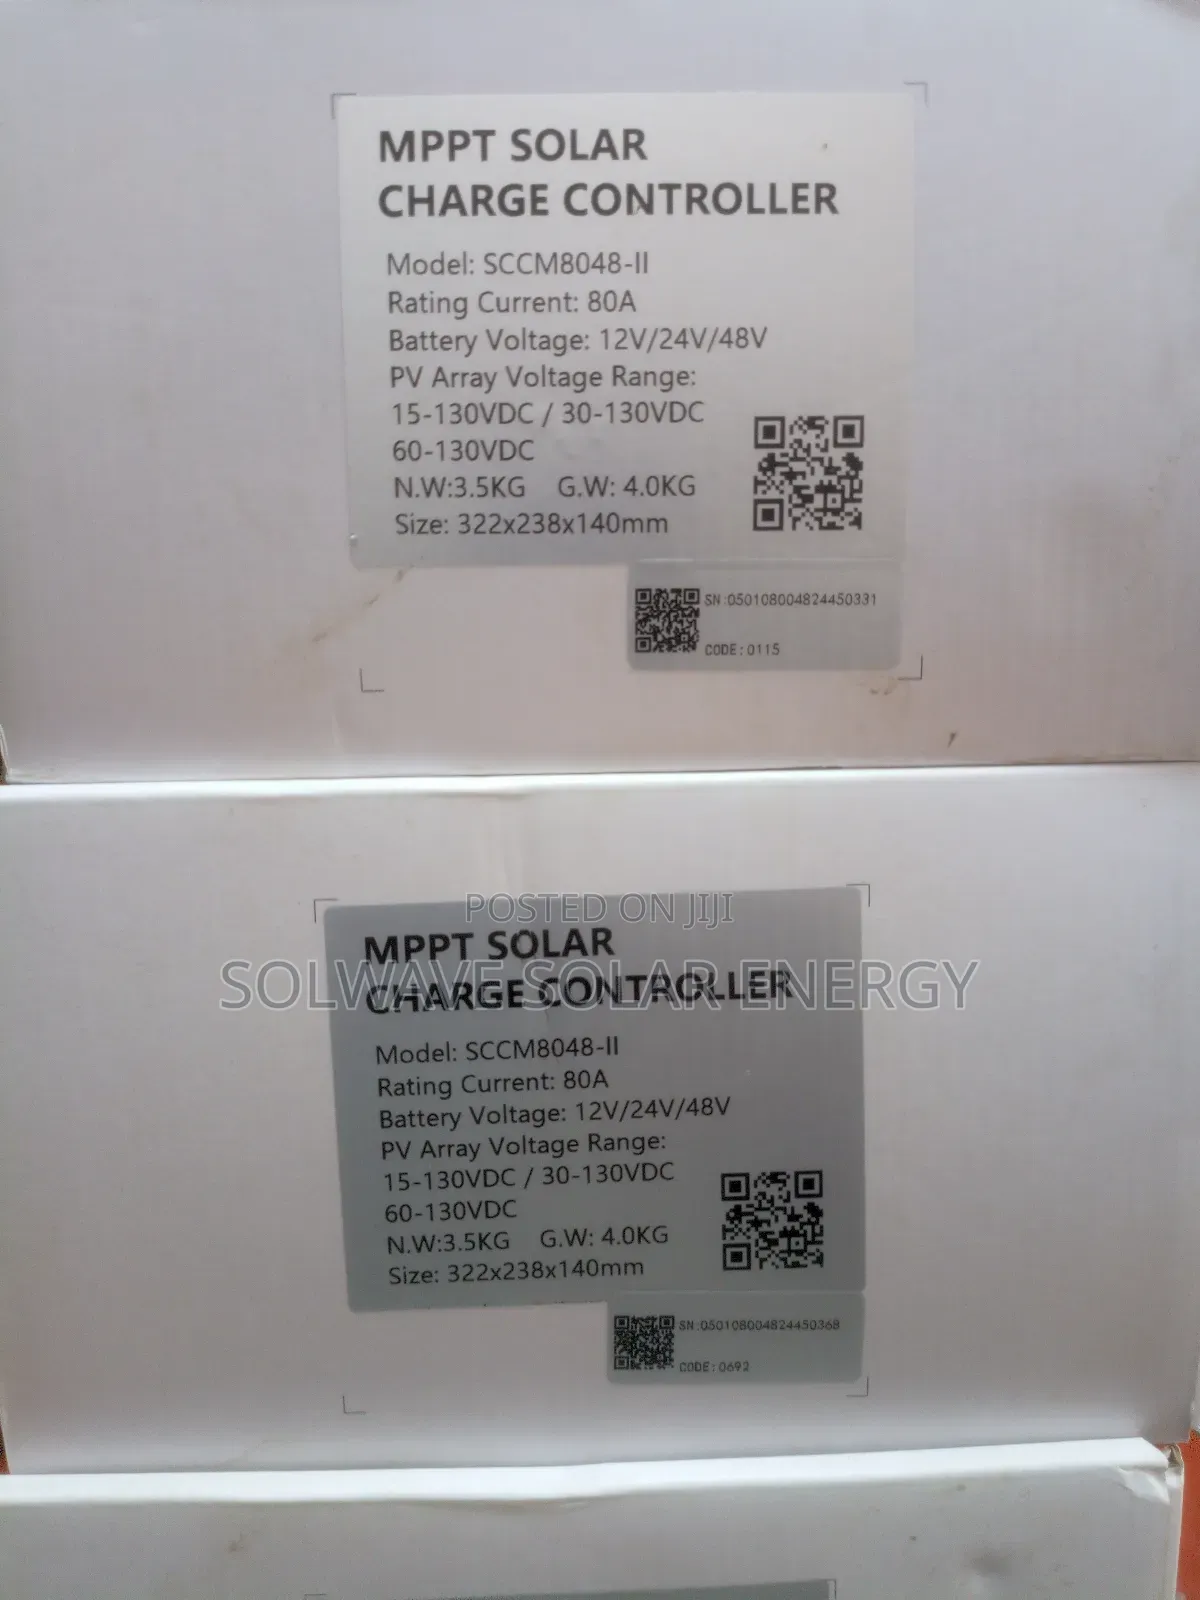 MPPT SOLAR
CHARGE CONTROLLER
Model: SCCM8048-II
Rating Current: 80A
Battery Voltage: 12V/24V/48V
PV Array Voltage Range:
15-130VDC / 30-130VDC
60-130VDC
N.W:3.5KG G.W: 4.0KG
Size: 322x238x140mm
SN:050108004824450331
CODE:0115
POSTED ON JIJI
MPPT SOLAR
SOLWAVE SOLAR ENERGY
CHARGE CONTROLLER
Model: SCCM8048-II
Rating Current: 80A
Battery Voltage: 12V/24V/48V
PV Array Voltage Range:
15-130VDC / 30-130VDC
60-130VDC
N.W:3.5KG G.W: 4.0KG
Size: 322x238x140mm
SN:050108004824450368
CODE:0692